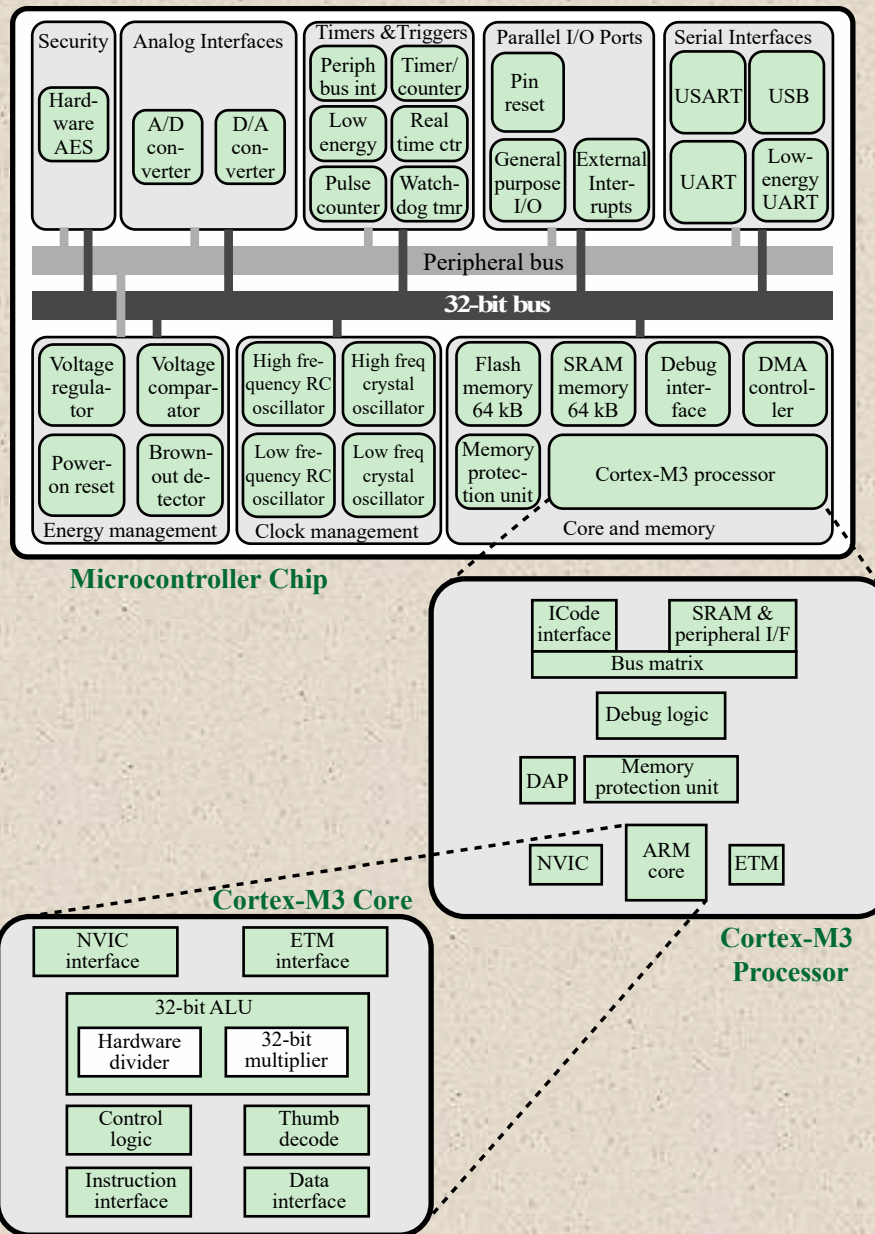 Security
Hard-
ware
AES
Analog Interfaces
A/D
con-
verter
D/A
con-
verter
Timers &Triggers
Periph
bus int
Timer/
counter
Low
energy
Real
time ctr
Pulse
counter
Watch-
dog tmr
Parallel I/O Ports
Pin
reset
General
purpose
I/O
External
Inter-
rupts
Serial Interfaces
USART
USB
UART
Low-
energy
UART
Peripheral bus
32-bit bus
Voltage
regula-
tor
Voltage
compar-
ator
Power-
on reset
Brown-
out de-
tector
Energy management
High fre-
quency RC
oscillator
High freq
crystal
oscillator
Low fre-
quency RC
oscillator
Low freq
crystal
oscillator
Clock management
Flash
memory
64 kB
SRAM
memory
64 kB
Debug
inter-
face
DMA
control-
ler
Memory
protec-
tion unit
Cortex-M3 processor
Core and memory
Microcontroller Chip
ICode
interface
SRAM &
peripheral I/F
Bus matrix
Debug logic
DAP
Memory
protection unit
NVIC
ARM
core
ETM
Cortex-M3
Processor
Cortex-M3 Core
NVIC
interface
ETM
interface
32-bit ALU
Hardware
divider
32-bit
multiplier
Control
logic
Thumb
decode
Instruction
interface
Data
interface